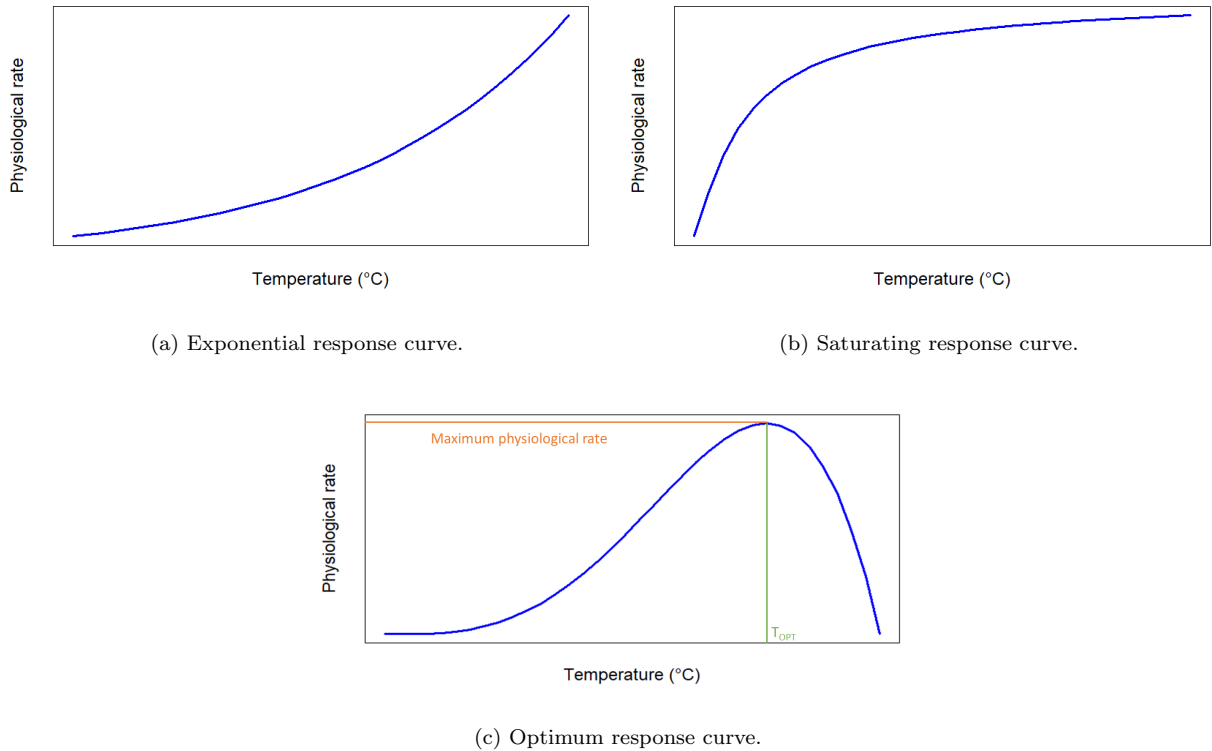 Physiological rate
Temperature (°C)
(a) Exponential response curve.
Physiological rate
Temperature (°C)
(b) Saturating response curve.
Maximum physiological rate
Physiological rate
TOPT
Temperature (°C)
(c) Optimum response curve.